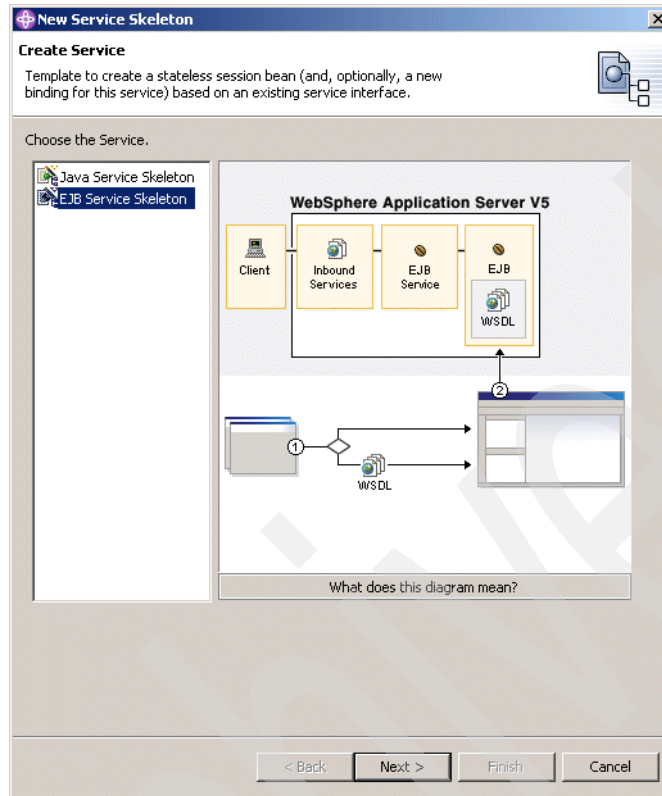 New Service Skeleton
Create Service
Template to create a stateless session bean (and, optionally, a new
binding for this service) based on an existing service interface.
Choose the Service.
Java Service Skeleton
EJB Service Skeleton
WebSphere Application Server V5
Client
Inbound
Services
EJB
Service
EJB
WSDL
2
1
WSDL
What does this diagram mean?
< Back
Next >
Finish
Cancel